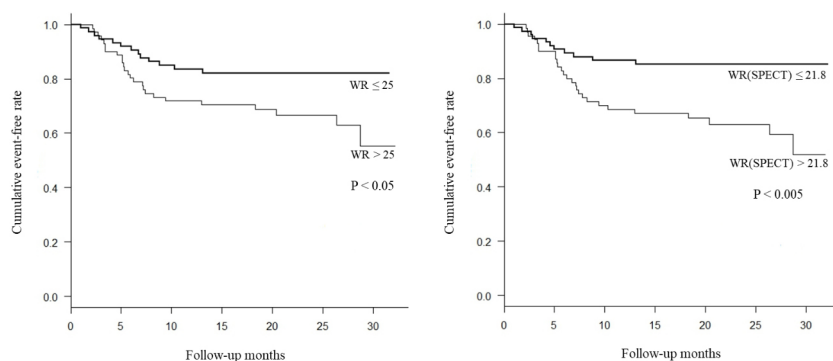 Cumulative event-free rate
1.0
0.8
0.6
0.4
0.2
0.0
WR ≤ 25
WR > 25
P < 0.05
0 5 10 15 20 25 30
Follow-up months
Cumulative event-free rate
1.0
0.8
0.6
0.4
0.2
0.0
WR(SPECT) ≤ 21.8
WR(SPECT) > 21.8
P < 0.005
0 5 10 15 20 25 30
Follow-up months